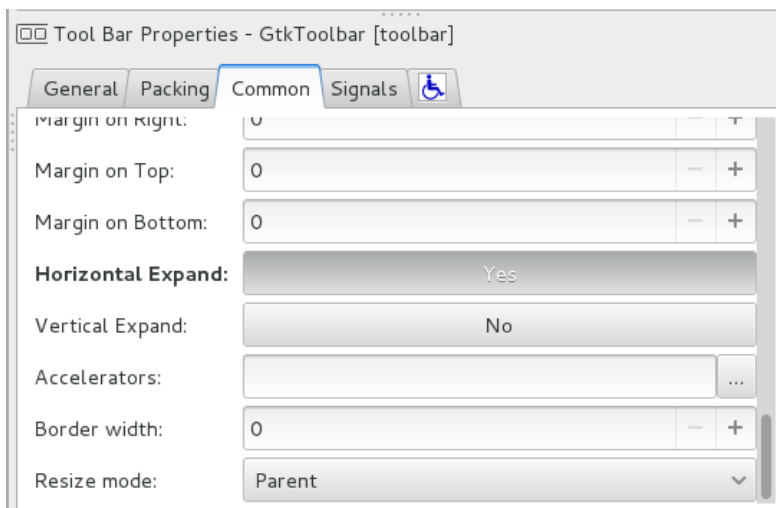 Tool Bar Properties - GtkToolbar [toolbar]
General Packing Common Signals
Margin on Right: 0 − +
Margin on Top: 0 − +
Margin on Bottom: 0 − +
Horizontal Expand: Yes
Vertical Expand: No
Accelerators: ...
Border width: 0 − +
Resize mode: Parent